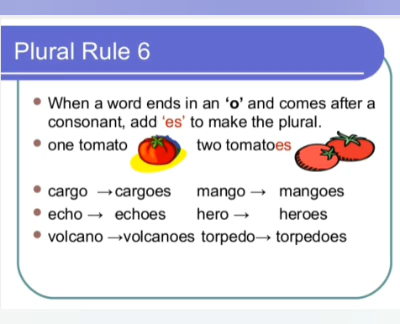 Plural Rule 6
When a word ends in an ‘o’ and comes after a
consonant, add ‘es’ to make the plural.
one tomato two tomatoes
cargo → cargoes mango → mangoes
echo → echoes hero → heroes
volcano →volcanoes torpedo→ torpedoes